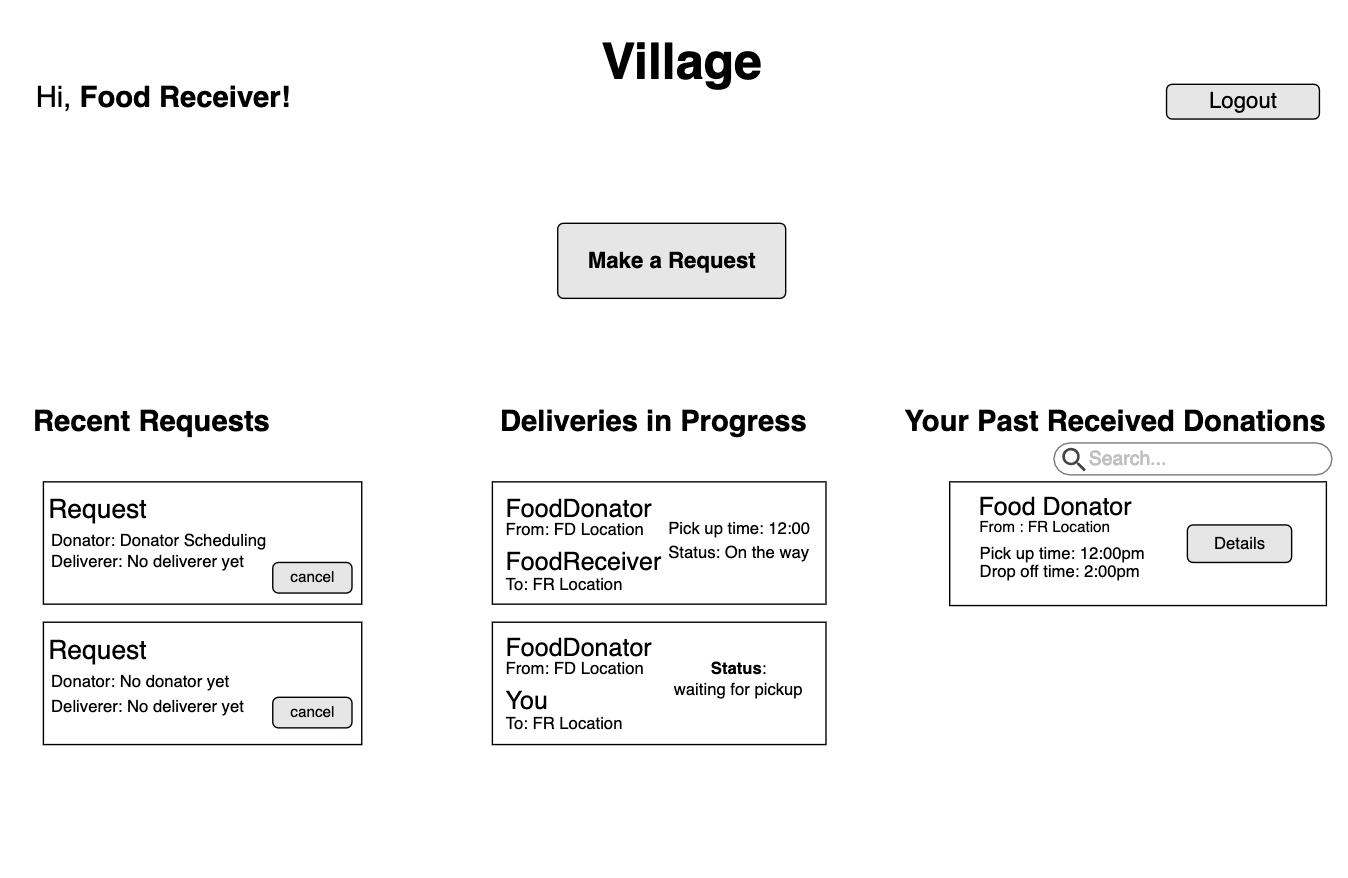 Village
Hi, Food Receiver!
Logout
Make a Request
Recent Requests
Request
Donator: Donator Scheduling
Deliverer: No deliverer yet
cancel
Request
Donator: No donator yet
Deliverer: No deliverer yet
cancel
Deliveries in Progress
FoodDonator
From: FD Location
Pick up time: 12:00
Status: On the way
FoodReceiver
To: FR Location
FoodDonator
From: FD Location
Status:
waiting for pickup
You
To: FR Location
Your Past Received Donations
Search...
Food Donator
From : FR Location
Pick up time: 12:00pm
Drop off time: 2:00pm
Details